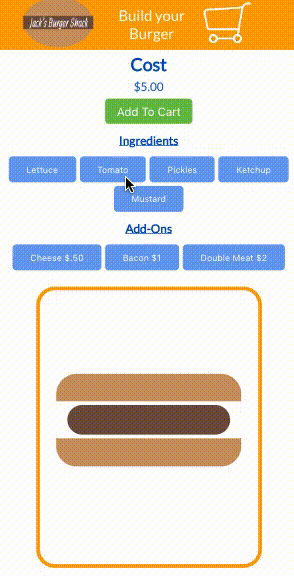 Jack's Burger Shack
Build your
Burger
Cost
$5.00
Add To Cart
Ingredients
Lettuce
Tomato
Pickles
Ketchup
Mustard
Add-Ons
Cheese $.50
Bacon $1
Double Meat $2